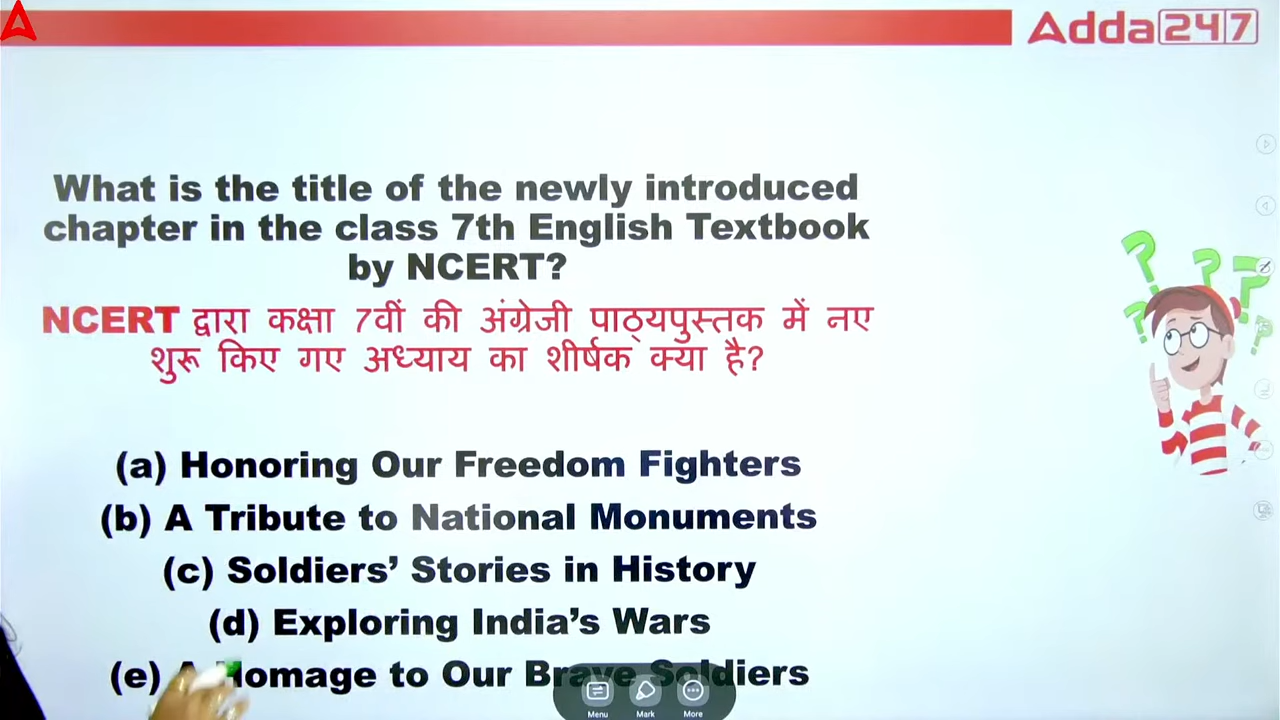 Adda247
What is the title of the newly introduced
chapter in the class 7th English Textbook
by NCERT?
NCERT द्वारा कक्षा 7वीं की अंग्रेजी पाठ्यपुस्तक में नए
शुरू किए गए अध्याय का शीर्षक क्या है?
(a) Honoring Our Freedom Fighters
(b) A Tribute to National Monuments
(c) Soldiers’ Stories in History
(d) Exploring India’s Wars
(e) A Homage to Our Brave Soldiers
Menu Mark More